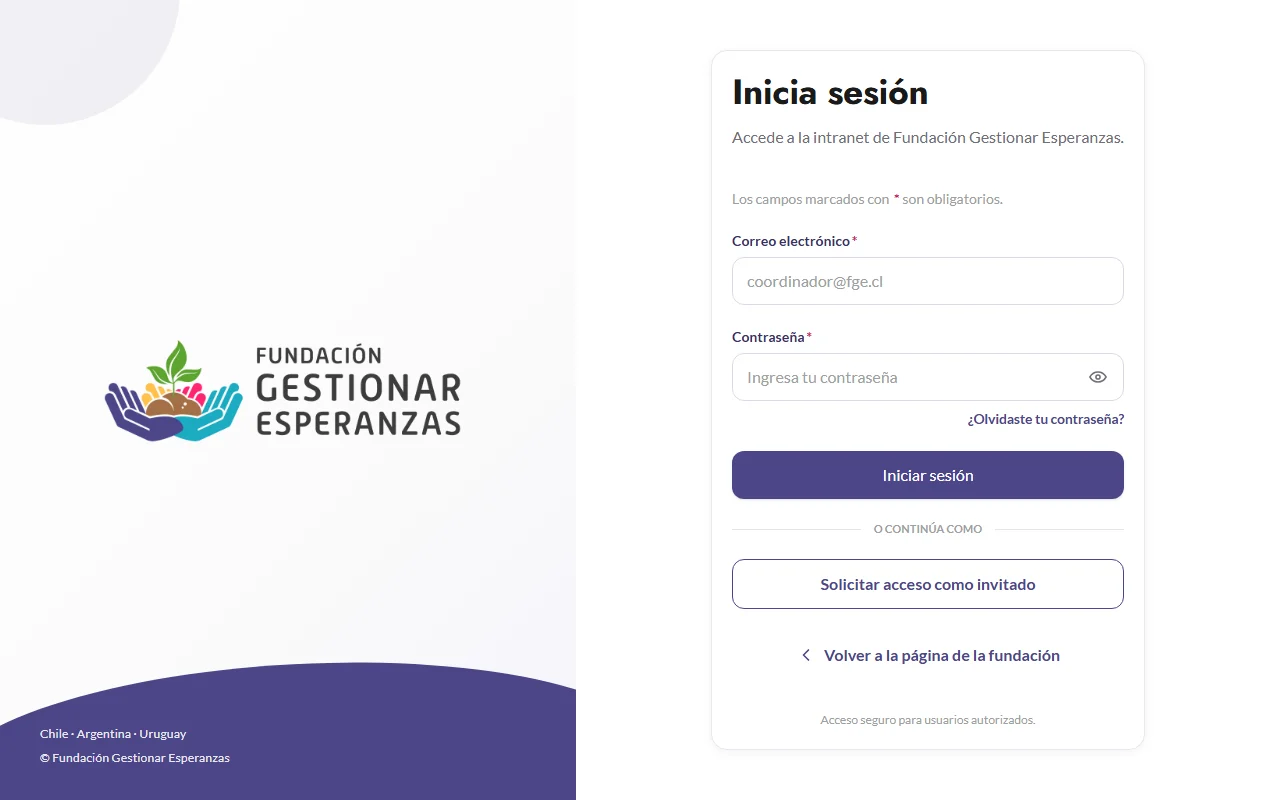 FUNDACIÓN
GESTIONAR
ESPERANZAS
Chile · Argentina · Uruguay
© Fundación Gestionar Esperanzas
Inicia sesión
Accede a la intranet de Fundación Gestionar Esperanzas.
Los campos marcados con * son obligatorios.
Correo electrónico *
coordinador@fge.cl
Contraseña *
Ingresa tu contraseña
¿Olvidaste tu contraseña?
Iniciar sesión
O CONTINÚA COMO
Solicitar acceso como invitado
Volver a la página de la fundación
Acceso seguro para usuarios autorizados.